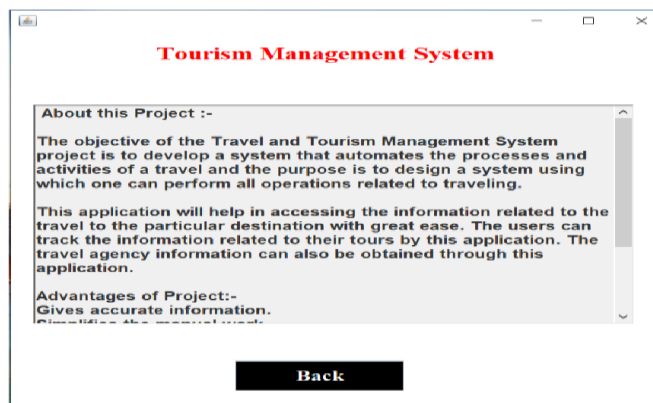 Tourism Management System
About this Project :-
The objective of the Travel and Tourism Management System
project is to develop a system that automates the processes and
activities of a travel and the purpose is to design a system using
which one can perform all operations related to traveling.
This application will help in accessing the information related to the
travel to the particular destination with great ease. The users can
track the information related to their tours by this application. The
travel agency information can also be obtained through this
application.
Advantages of Project:-
Gives accurate information.
Simplifies the manual work
Back